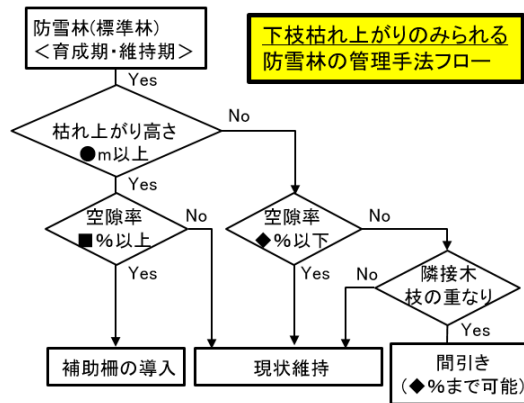 防雪林(標準林)
<育成期・維持期>
下枝枯れ上がりのみられる
防雪林の管理手法フロー
Yes
枯れ上がり高さ
●m以上
No
Yes
空隙率
■%以上
No
空隙率
◆%以下
No
Yes
Yes
No
隣接木
枝の重なり
Yes
補助柵の導入
現状維持
間引き
(◆%まで可能)